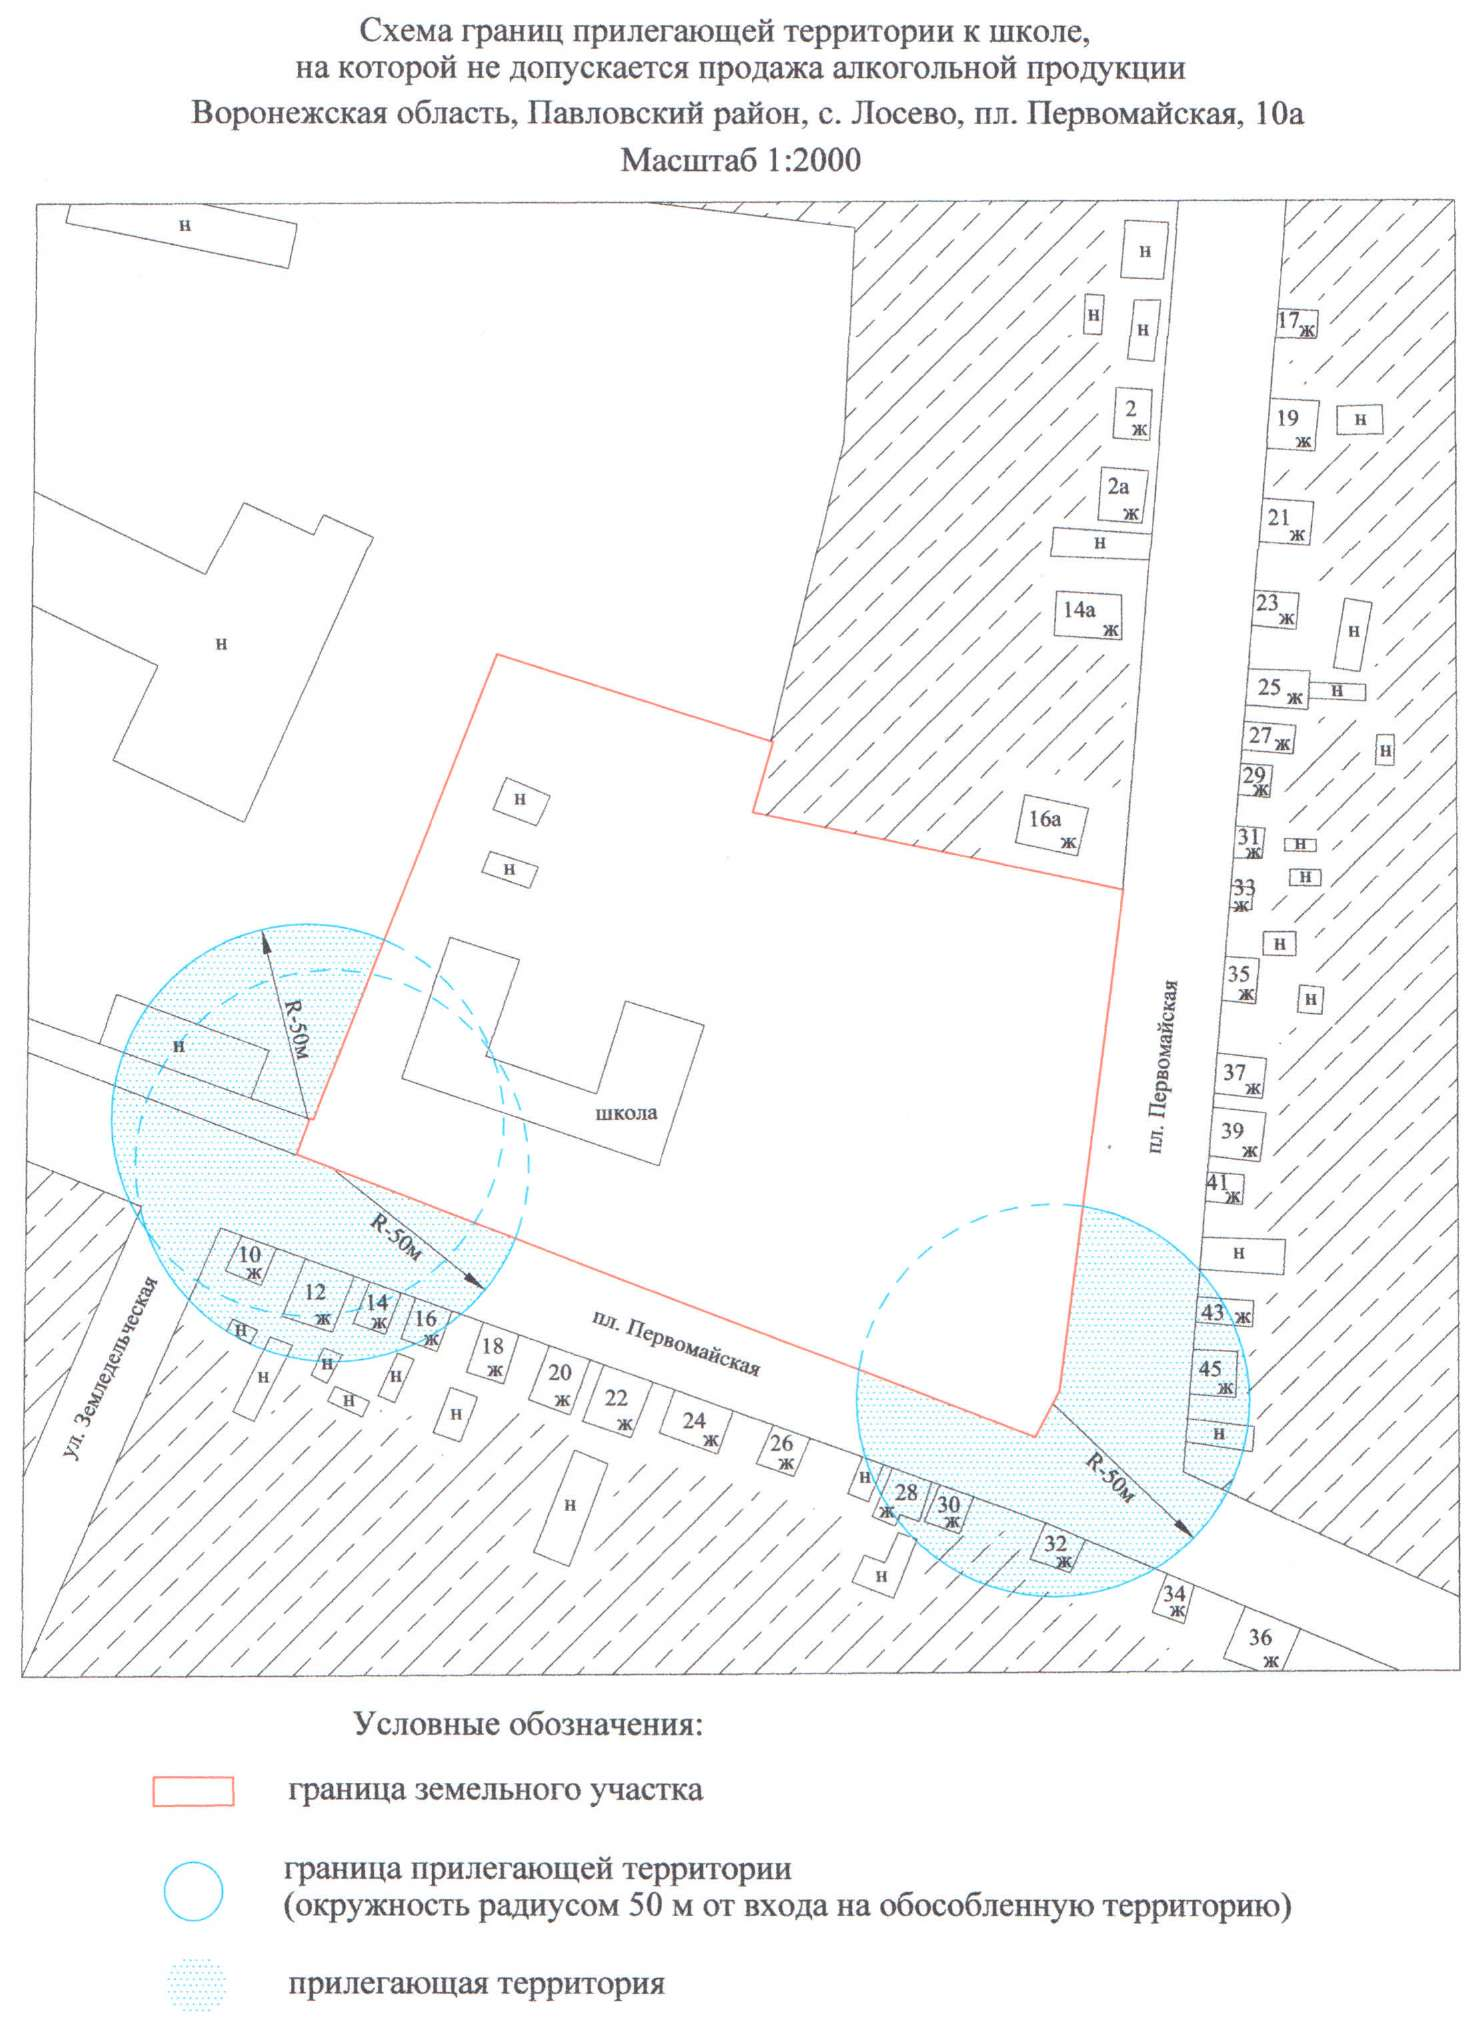 Схема границ прилегающей территории к школе,
на которой не допускается продажа алкогольной продукции
Воронежская область, Павловский район, с. Лосево, пл. Первомайская, 10а
Масштаб 1:2000
н
н
н
н
17
ж
2
ж
19
ж
н
2а
ж
21
ж
н
14а
ж
23
ж
н
н
25
ж
н
27
ж
н
29
ж
н
16а
ж
31
ж
н
н
33
ж
н
н
35
ж
н
R-50м
н
пл. Первомайская
37
ж
школа
39
ж
41
ж
R-50м
н
10
ж
12
ж
14
ж
16
ж
н
43
ж
18
ж
пл. Первомайская
н
н
н
н
20
ж
22
ж
45
ж
ул. Земледельческая
н
24
ж
26
ж
н
н
28
ж
30
ж
R-50м
н
32
ж
н
34
ж
36
ж
Условные обозначения:
граница земельного участка
граница прилегающей территории
(окружность радиусом 50 м от входа на обособленную территорию)
прилегающая территория